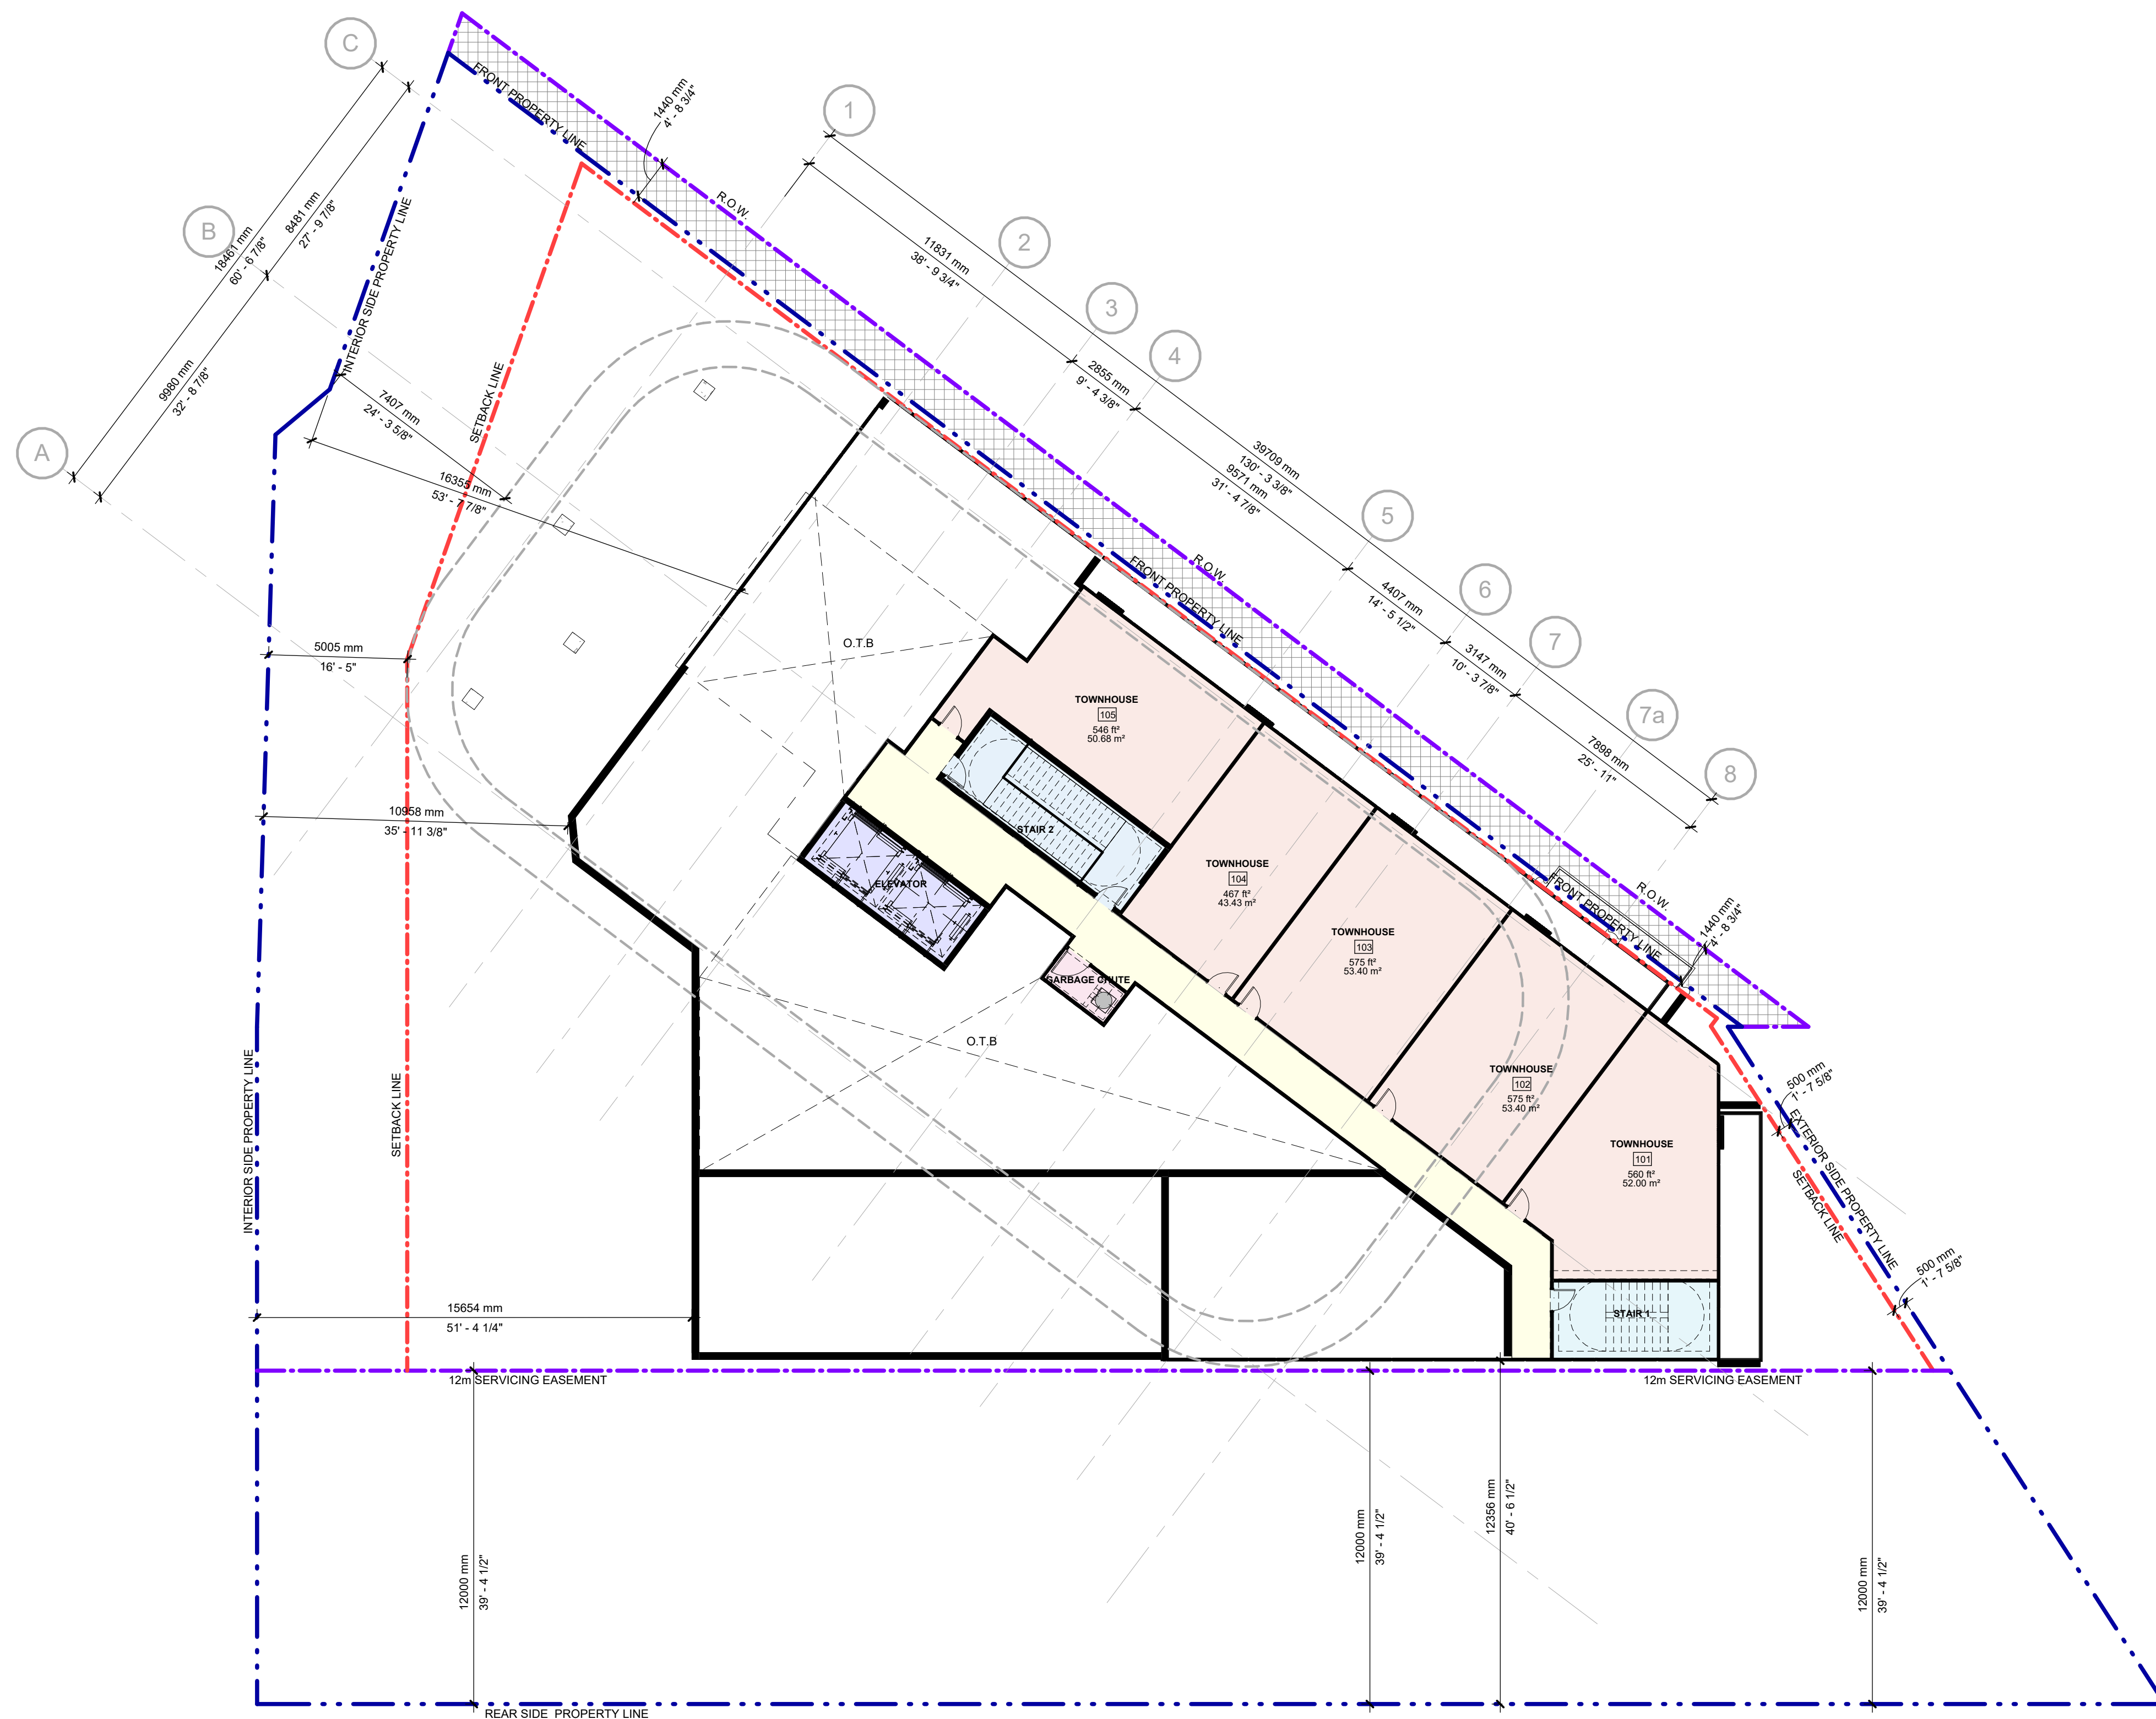 C
1
B
2
3
4
A
5
6
7
7a
8
FRONT PROPERTY LINE
1440 mm
4' - 8 3/4"
R.O.W.
18461 mm
60' - 6 7/8"
8481 mm
27' - 9 7/8"
9980 mm
32' - 8 7/8"
INTERIOR SIDE PROPERTY LINE
SETBACK LINE
7407 mm
24' - 3 5/8"
16355 mm
53' - 7 7/8"
11831 mm
38' - 9 3/4"
2855 mm
9' - 4 3/8"
39709 mm
130' - 3 3/8"
9571 mm
31' - 4 7/8"
4407 mm
14' - 5 1/2"
3147 mm
10' - 3 7/8"
7898 mm
25' - 11"
R.O.W.
FRONT PROPERTY LINE
5005 mm
16' - 5"
O.T.B
TOWNHOUSE
105
546 ft²
50.68 m²
10958 mm
35' - 11 3/8"
STAIR 2
ELEVATOR
TOWNHOUSE
104
467 ft²
43.43 m²
TOWNHOUSE
103
575 ft²
53.40 m²
FRONT PROPERTY LINE
R.O.W.
1440 mm
4' - 8 3/4"
GARBAGE CHUTE
O.T.B
TOWNHOUSE
102
575 ft²
53.40 m²
TOWNHOUSE
101
560 ft²
52.00 m²
500 mm
1' - 7 5/8"
EXTERIOR SIDE PROPERTY LINE
SETBACK LINE
500 mm
1' - 7 5/8"
INTERIOR SIDE PROPERTY LINE
SETBACK LINE
15654 mm
51' - 4 1/4"
STAIR 1
12m SERVICING EASEMENT
12m SERVICING EASEMENT
12000 mm
39' - 4 1/2"
12000 mm
39' - 4 1/2"
12356 mm
40' - 6 1/2"
12000 mm
39' - 4 1/2"
REAR SIDE  PROPERTY LINE